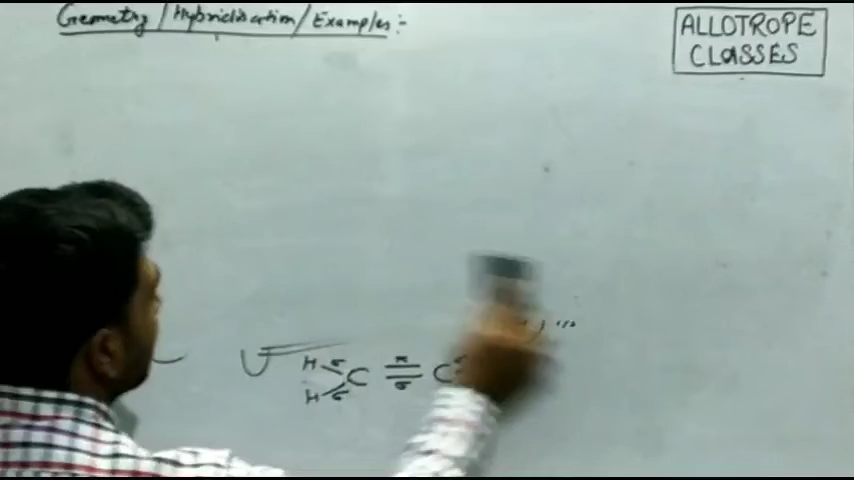 Geometry / Hybridisation / Examples :-
ALLOTROPE
CLASSES
H σ C π C
H σ σ